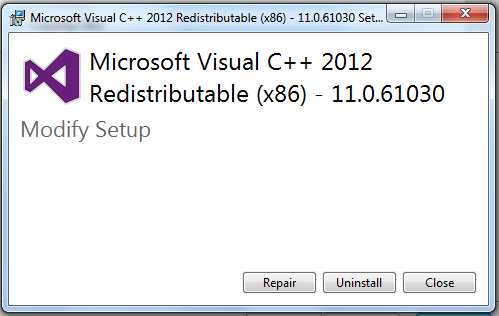 Microsoft Visual C++ 2012 Redistributable (x86) - 11.0.61030 Set...
Microsoft Visual C++ 2012
Redistributable (x86) - 11.0.61030
Modify Setup
Repair
Uninstall
Close